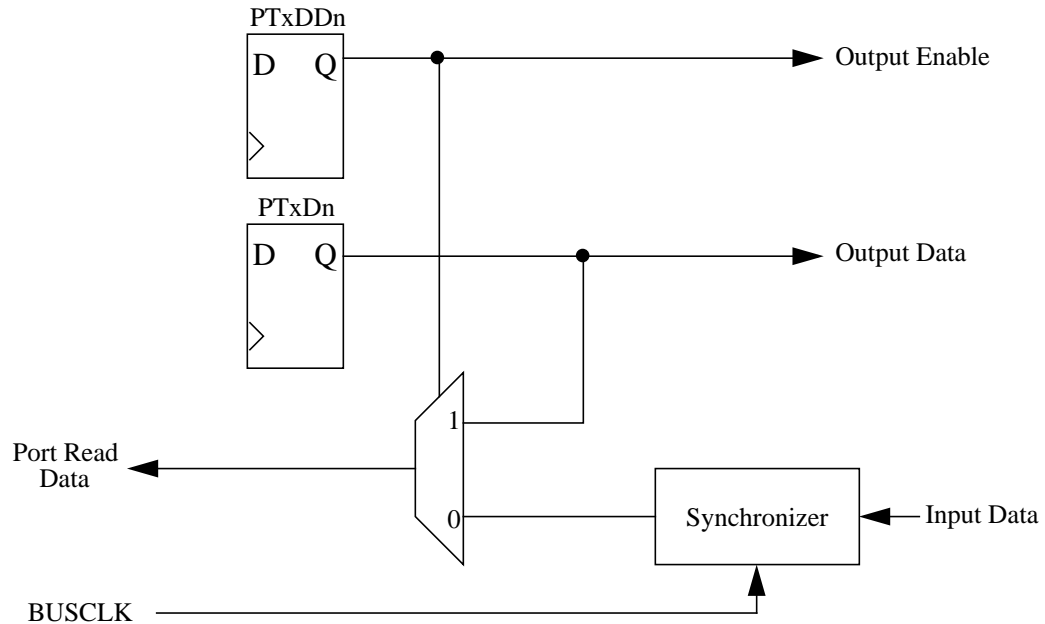 PTxDDn
D Q
Output Enable
PTxDn
D Q
Output Data
1
Port Read
Data
0
Synchronizer
Input Data
BUSCLK